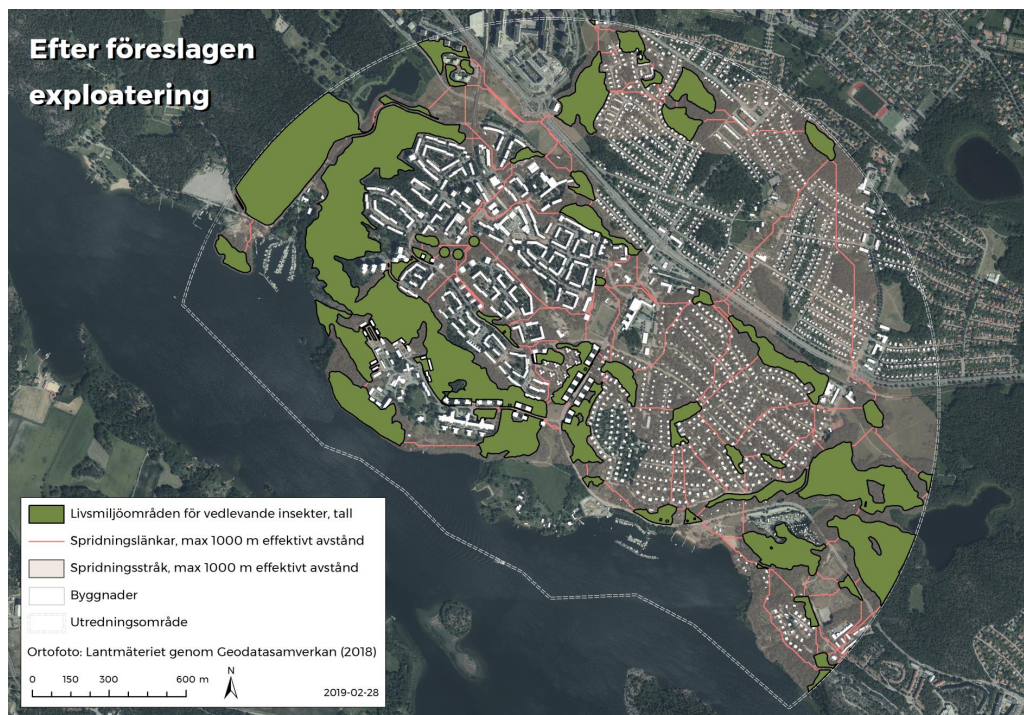 Efter föreslagen
exploatering
Livsmiljöområden för vedlevande insekter, tall
Spridningslänkar, max 1000 m effektivt avstånd
Spridningsstråk, max 1000 m effektivt avstånd
Byggnader
Utredningsområde
Ortofoto: Lantmäteriet genom Geodatasamverkan (2018)
0 150 300 600 m
N
2019-02-28